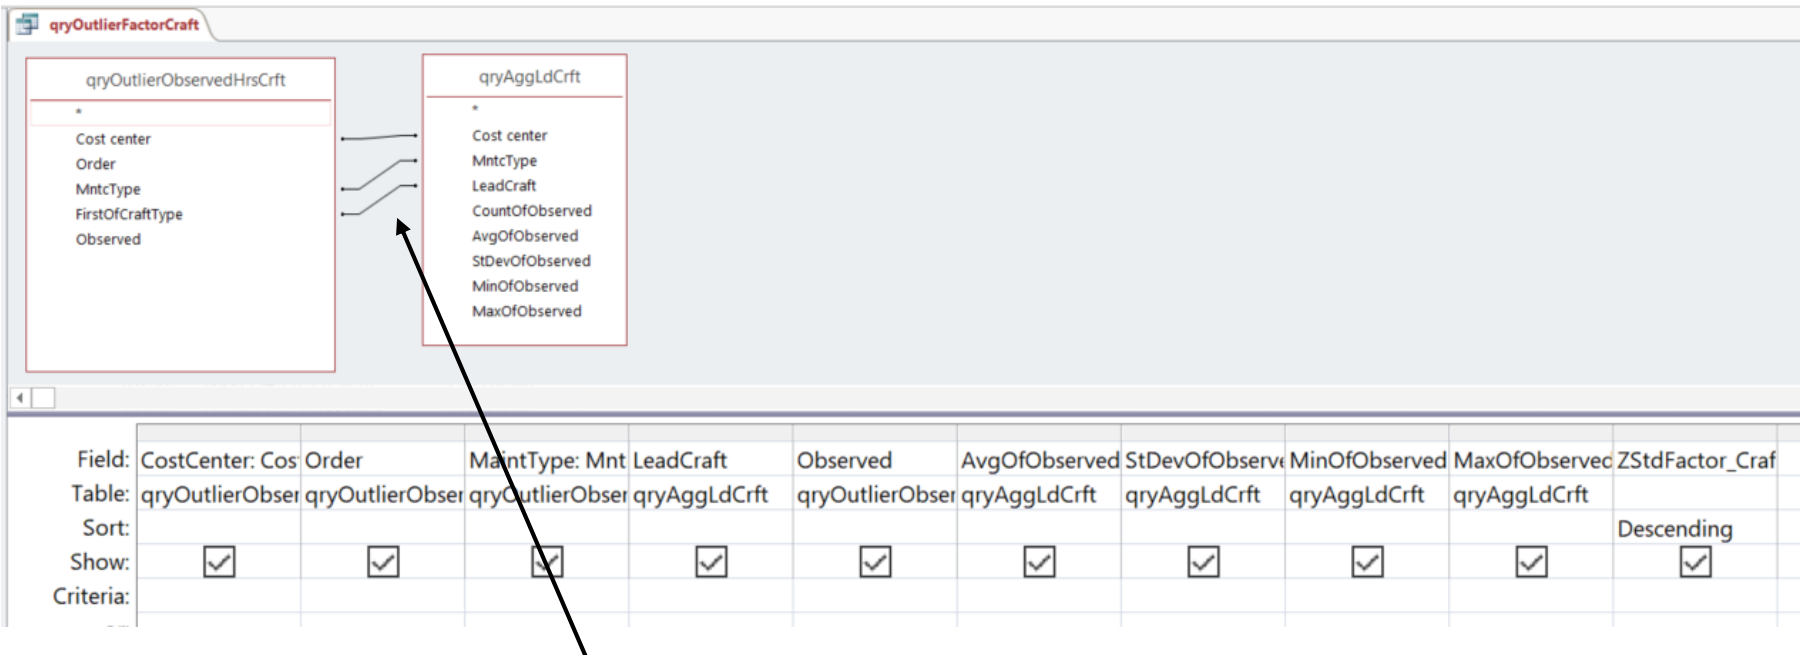 qryOutlierFactorCraft
qryOutlierObservedHrsCrft
*
Cost center
Order
MntcType
FirstOfCraftType
Observed
qryAggLdCrft
*
Cost center
MntcType
LeadCraft
CountOfObserved
AvgOfObserved
StDevOfObserved
MinOfObserved
MaxOfObserved
Field: CostCenter: Cos Order MaintType: Mnt LeadCraft Observed AvgOfObserved StDevOfObserve MinOfObserved MaxOfObserved ZStdFactor_Craf
Table: qryOutlierObser qryOutlierObser qryOutlierObser qryAggLdCrft qryOutlierObser qryAggLdCrft qryAggLdCrft qryAggLdCrft qryAggLdCrft
Sort: Descending
Show:
Criteria: